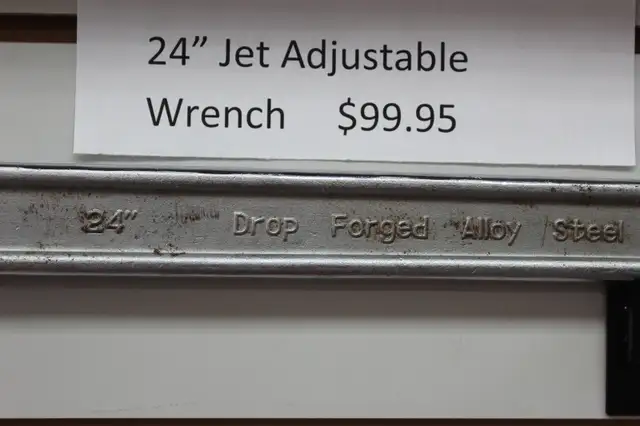 24” Jet Adjustable
Wrench $99.95
24” Drop Forged Alloy Steel